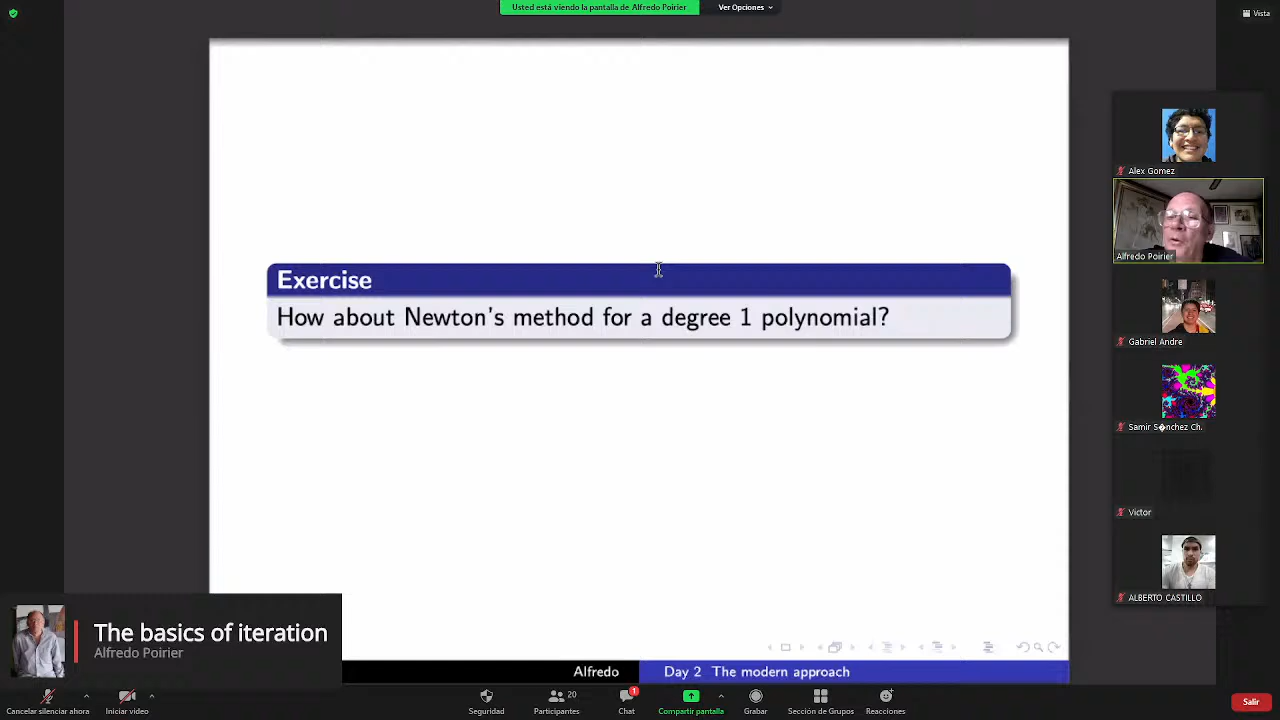 Usted está viendo la pantalla de Alfredo Poirier
Ver Opciones
Vista
Exercise
How about Newton's method for a degree 1 polynomial?
Alex Gomez
Alfredo Poirier
Gabriel Andre
Samir S�nchez Ch.
Victor
ALBERTO CASTILLO
The basics of iteration
Alfredo Poirier
Alfredo
Day 2 The modern approach
Cancelar silenciar ahora
Iniciar video
Seguridad
20
Participantes
1
Chat
Compartir pantalla
Grabar
Sección de Grupos
Reacciones
Salir